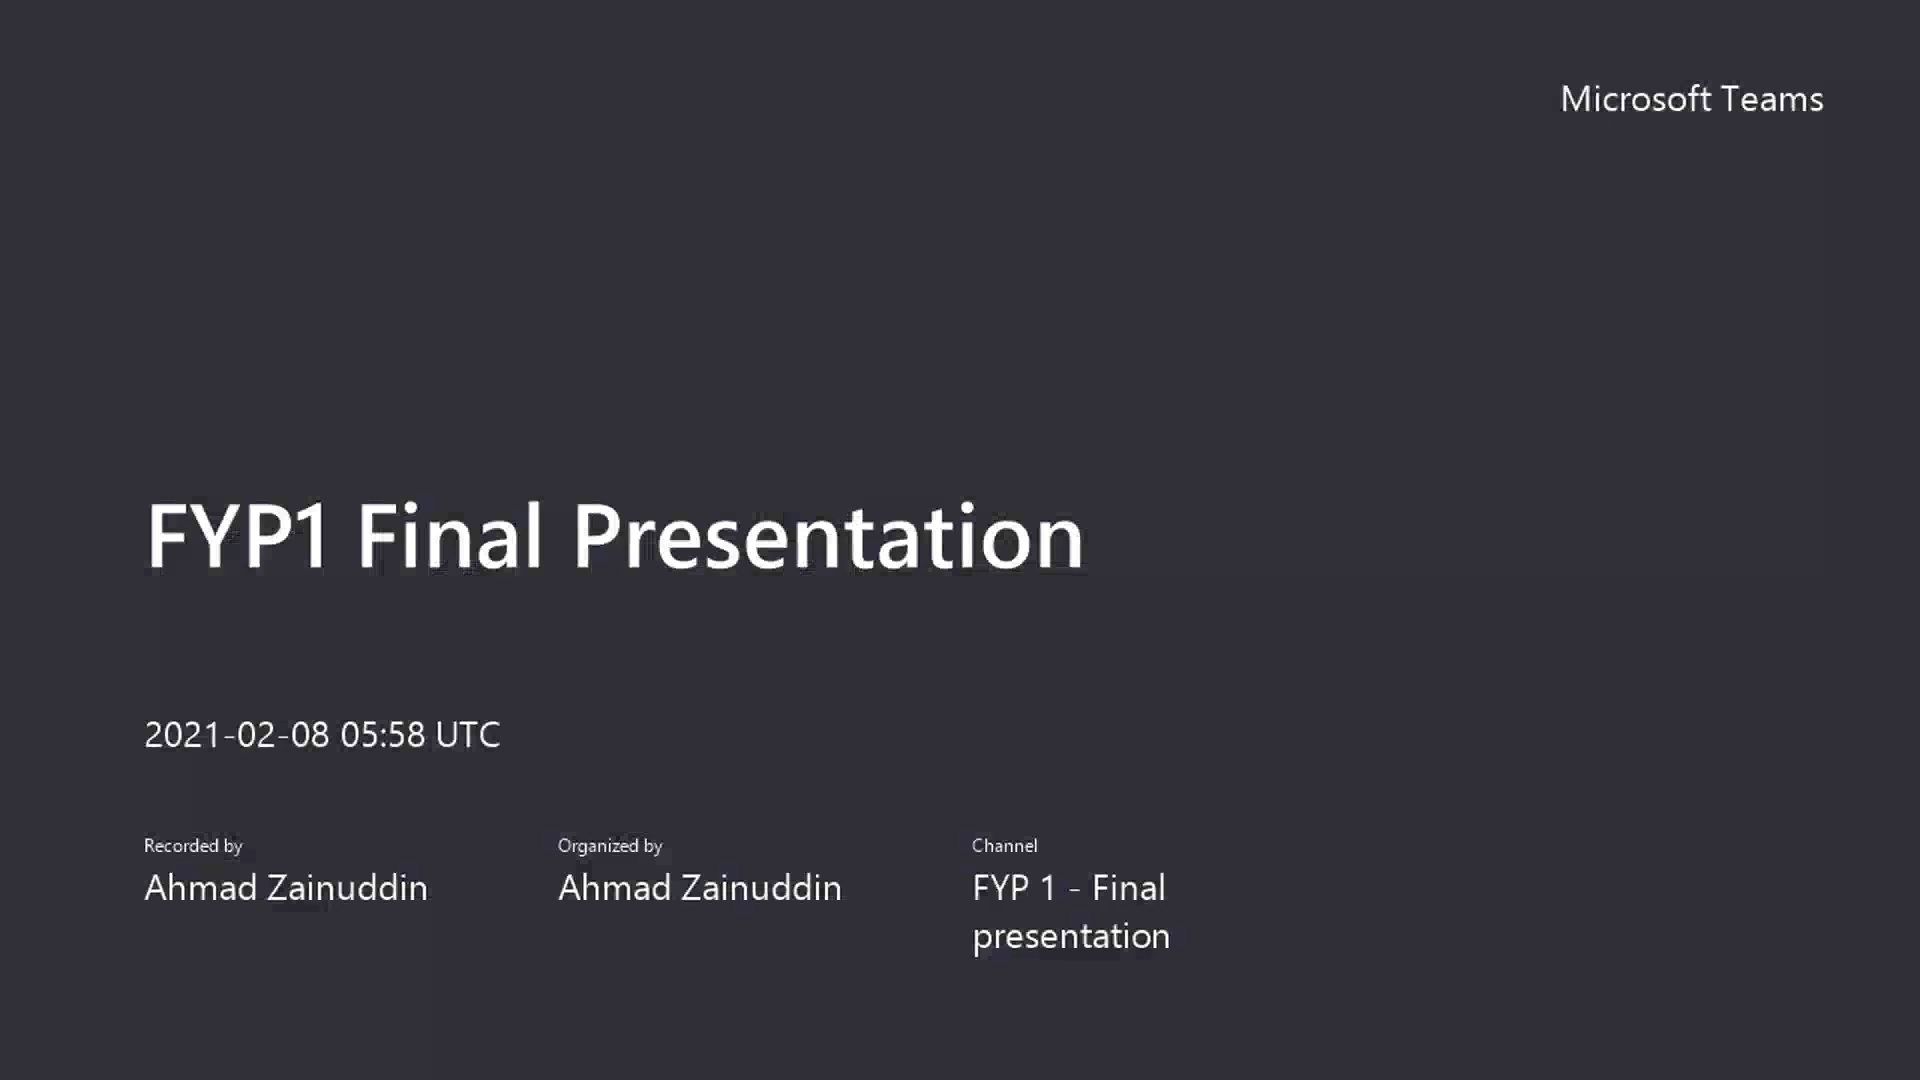 Microsoft Teams
FYP1 Final Presentation
2021-02-08 05:58 UTC
Recorded by
Ahmad Zainuddin
Organized by
Ahmad Zainuddin
Channel
FYP 1 - Final
presentation